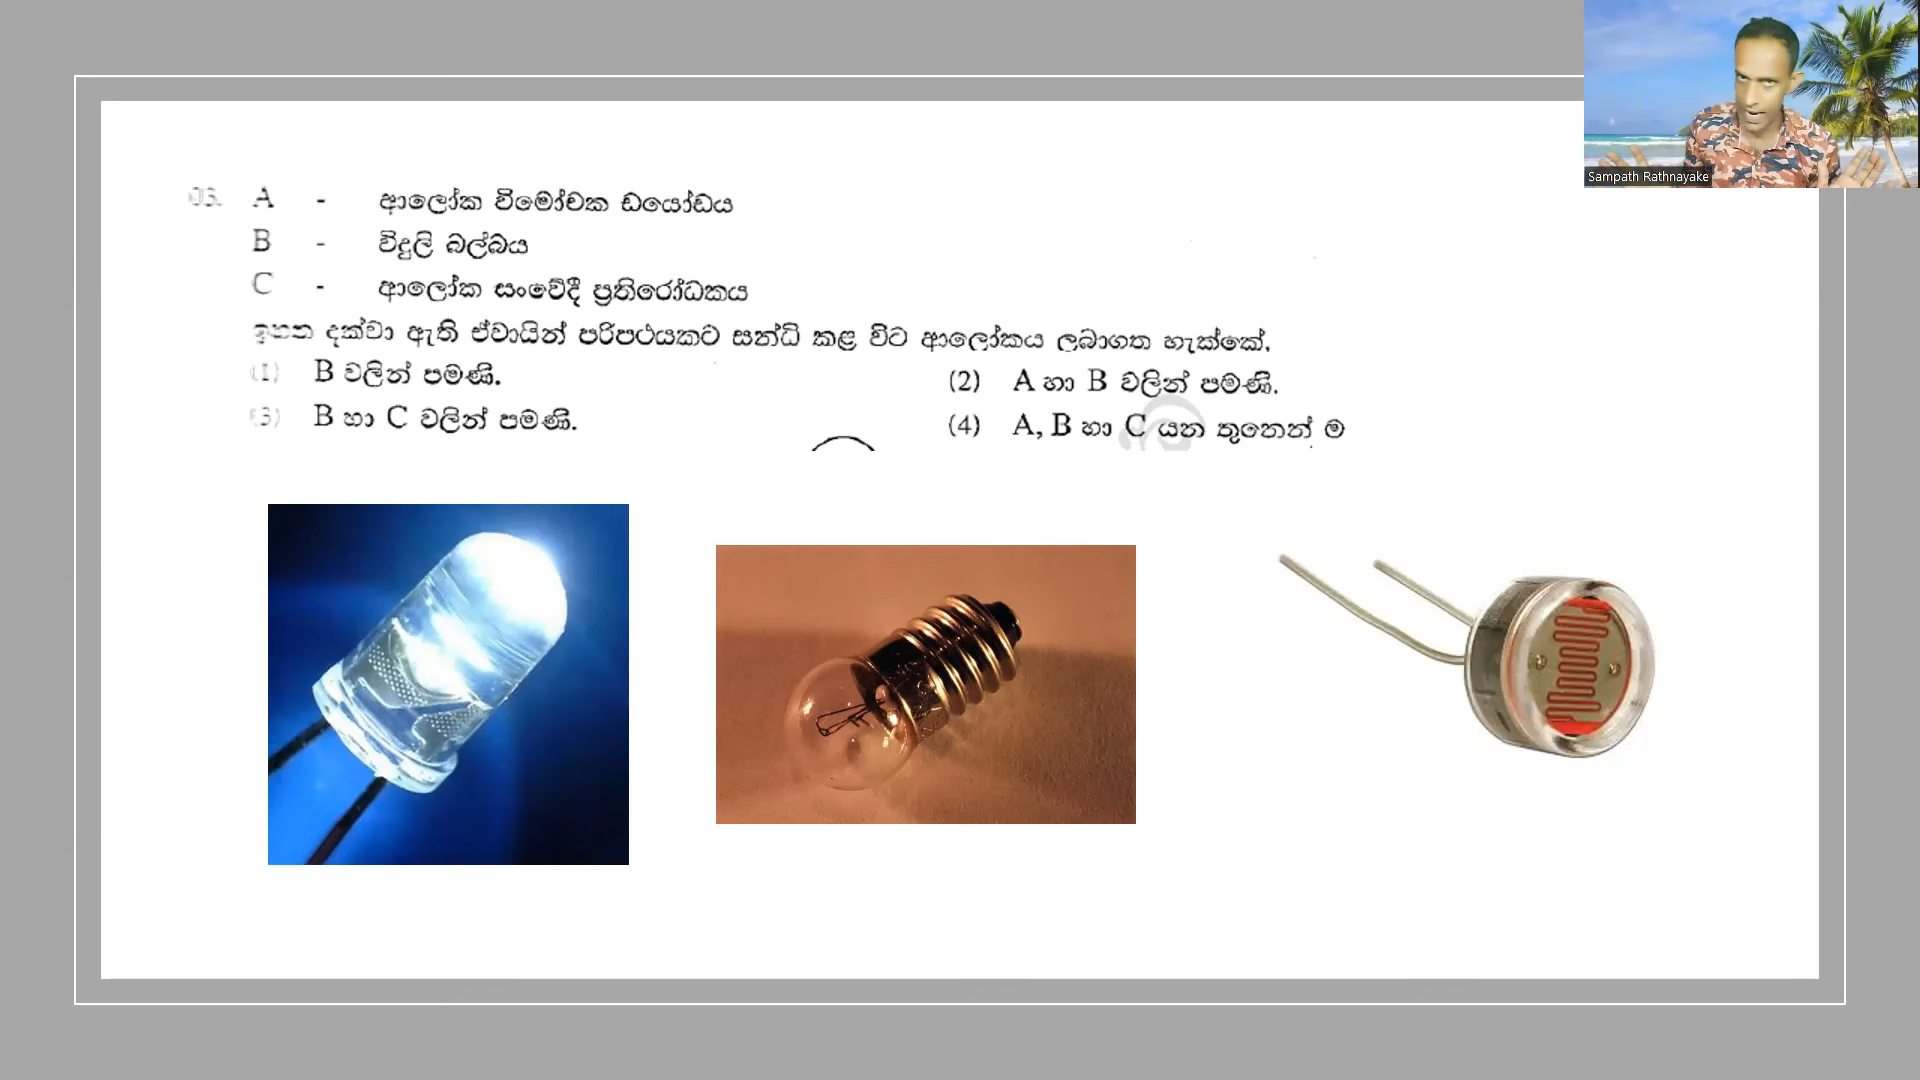 Sampath Rathnayake
03. A - ආලෝක විමෝචක ඩයෝඩය
B - විදුලි බල්බය
C - ආලෝක සංවේදී ප්‍රතිරෝධකය
ඉහත දක්වා ඇති ඒවායින් පරිපථයකට සන්ධි කළ විට ආලෝකය ලබාගත හැක්කේ,
(1) B වලින් පමණි. (2) A හා B වලින් පමණි.
(3) B හා C වලින් පමණි. (4) A, B හා C යන තුනෙන් ම